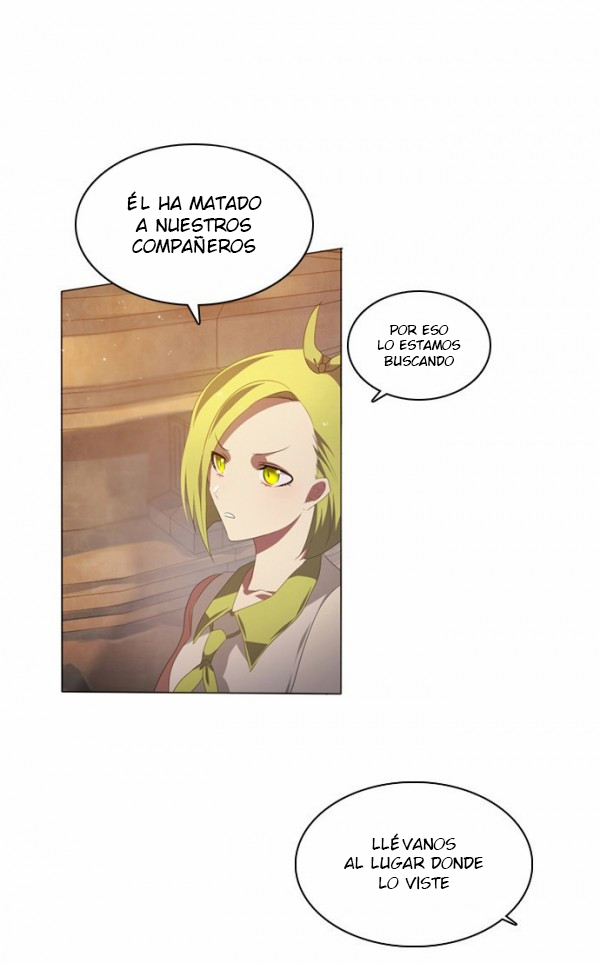 ÉL HA MATADO
A NUESTROS
COMPAÑEROS
POR ESO
LO ESTAMOS
BUSCANDO
LLÉVANOS
AL LUGAR DONDE
LO VISTE